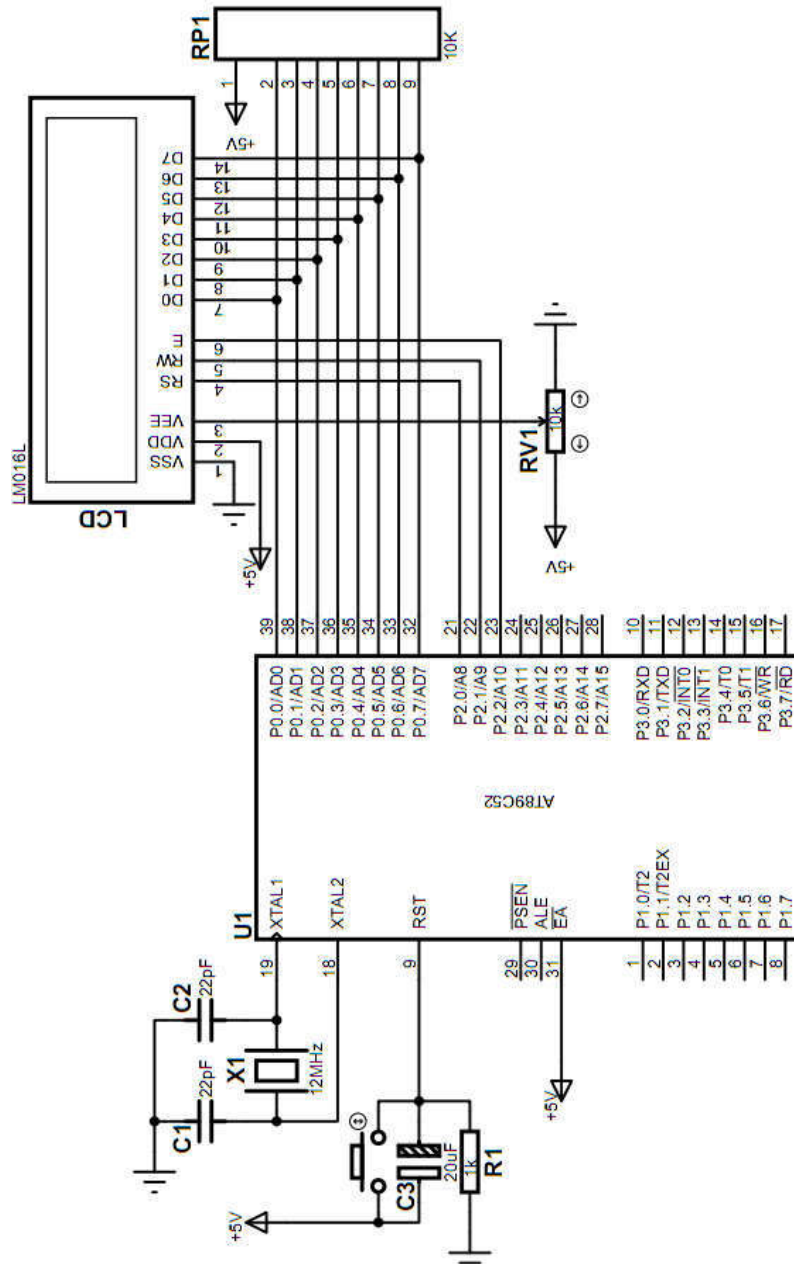 RP1
10K
1
2
3
4
5
6
7
8
9
+5V
LCD
LM016L
D7
D6
D5
D4
D3
D2
D1
D0
E
RW
RS
VEE
VDD
VSS
14
13
12
11
10
9
8
7
6
5
4
3
2
1
+5V
RV1
10k
+5V
U1
AT89C52
39
38
37
36
35
34
33
32
21
22
23
24
25
26
27
28
10
11
12
13
14
15
16
17
P0.0/AD0
P0.1/AD1
P0.2/AD2
P0.3/AD3
P0.4/AD4
P0.5/AD5
P0.6/AD6
P0.7/AD7
P2.0/A8
P2.1/A9
P2.2/A10
P2.3/A11
P2.4/A12
P2.5/A13
P2.6/A14
P2.7/A15
P3.0/RXD
P3.1/TXD
P3.2/INT0
P3.3/INT1
P3.4/T0
P3.5/T1
P3.6/WR
P3.7/RD
XTAL1
XTAL2
RST
PSEN
ALE
EA
P1.0/T2
P1.1/T2EX
P1.2
P1.3
P1.4
P1.5
P1.6
P1.7
19
18
9
29
30
31
1
2
3
4
5
6
7
8
C2
22pF
C1
22pF
X1
12MHz
+5V
C3
20uF
R1
1k
+5V